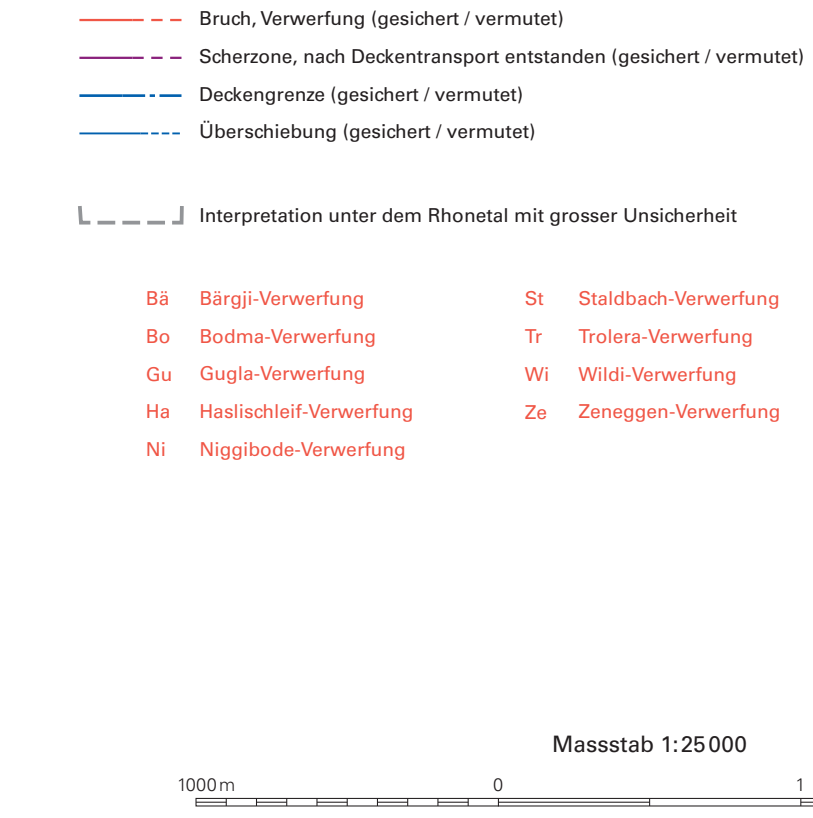 Bruch, Verwerfung (gesichert / vermutet)
Scherzone, nach Deckentransport entstanden (gesichert / vermutet)
Deckengrenze (gesichert / vermutet)
Überschiebung (gesichert / vermutet)
Interpretation unter dem Rhonetal mit grosser Unsicherheit
Bä Bärgji-Verwerfung
Bo Bodma-Verwerfung
Gu Gugla-Verwerfung
Ha Haslischleif-Verwerfung
Ni Niggibode-Verwerfung
St Staldbach-Verwerfung
Tr Trolera-Verwerfung
Wi Wildi-Verwerfung
Ze Zeneggen-Verwerfung
Massstab 1:25 000
1000 m 0 1